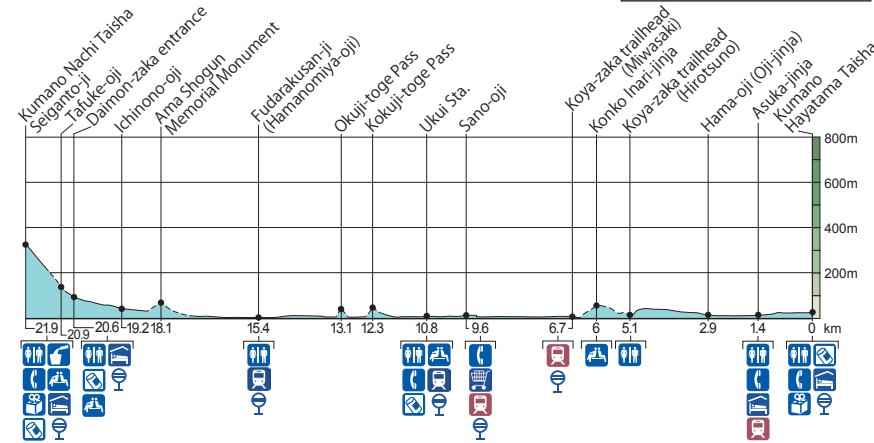 Kumano Nachi Taisha
Seiganto-ji
Tafuke-oji
Daimon-zaka entrance
Ichinono-oji
Ama Shogun
Memorial Monument
Fudarakusan-ji
(Hamanomiya-oji)
Okuji-toge Pass
Kokuji-toge Pass
Ukui Sta.
Sano-oji
Koya-zaka trailhead
(Miwasaki)
Konko Inari-jinja
Koya-zaka trailhead
(Hirotsuno)
Hama-oji (Oji-jinja)
Asuka-jinja
Kumano
Hayatama Taisha
800m
600m
400m
200m
21.9 20.9 20.6 19.2 18.1 15.4 13.1 12.3 10.8 9.6 6.7 6 5.1 2.9 1.4 0 km